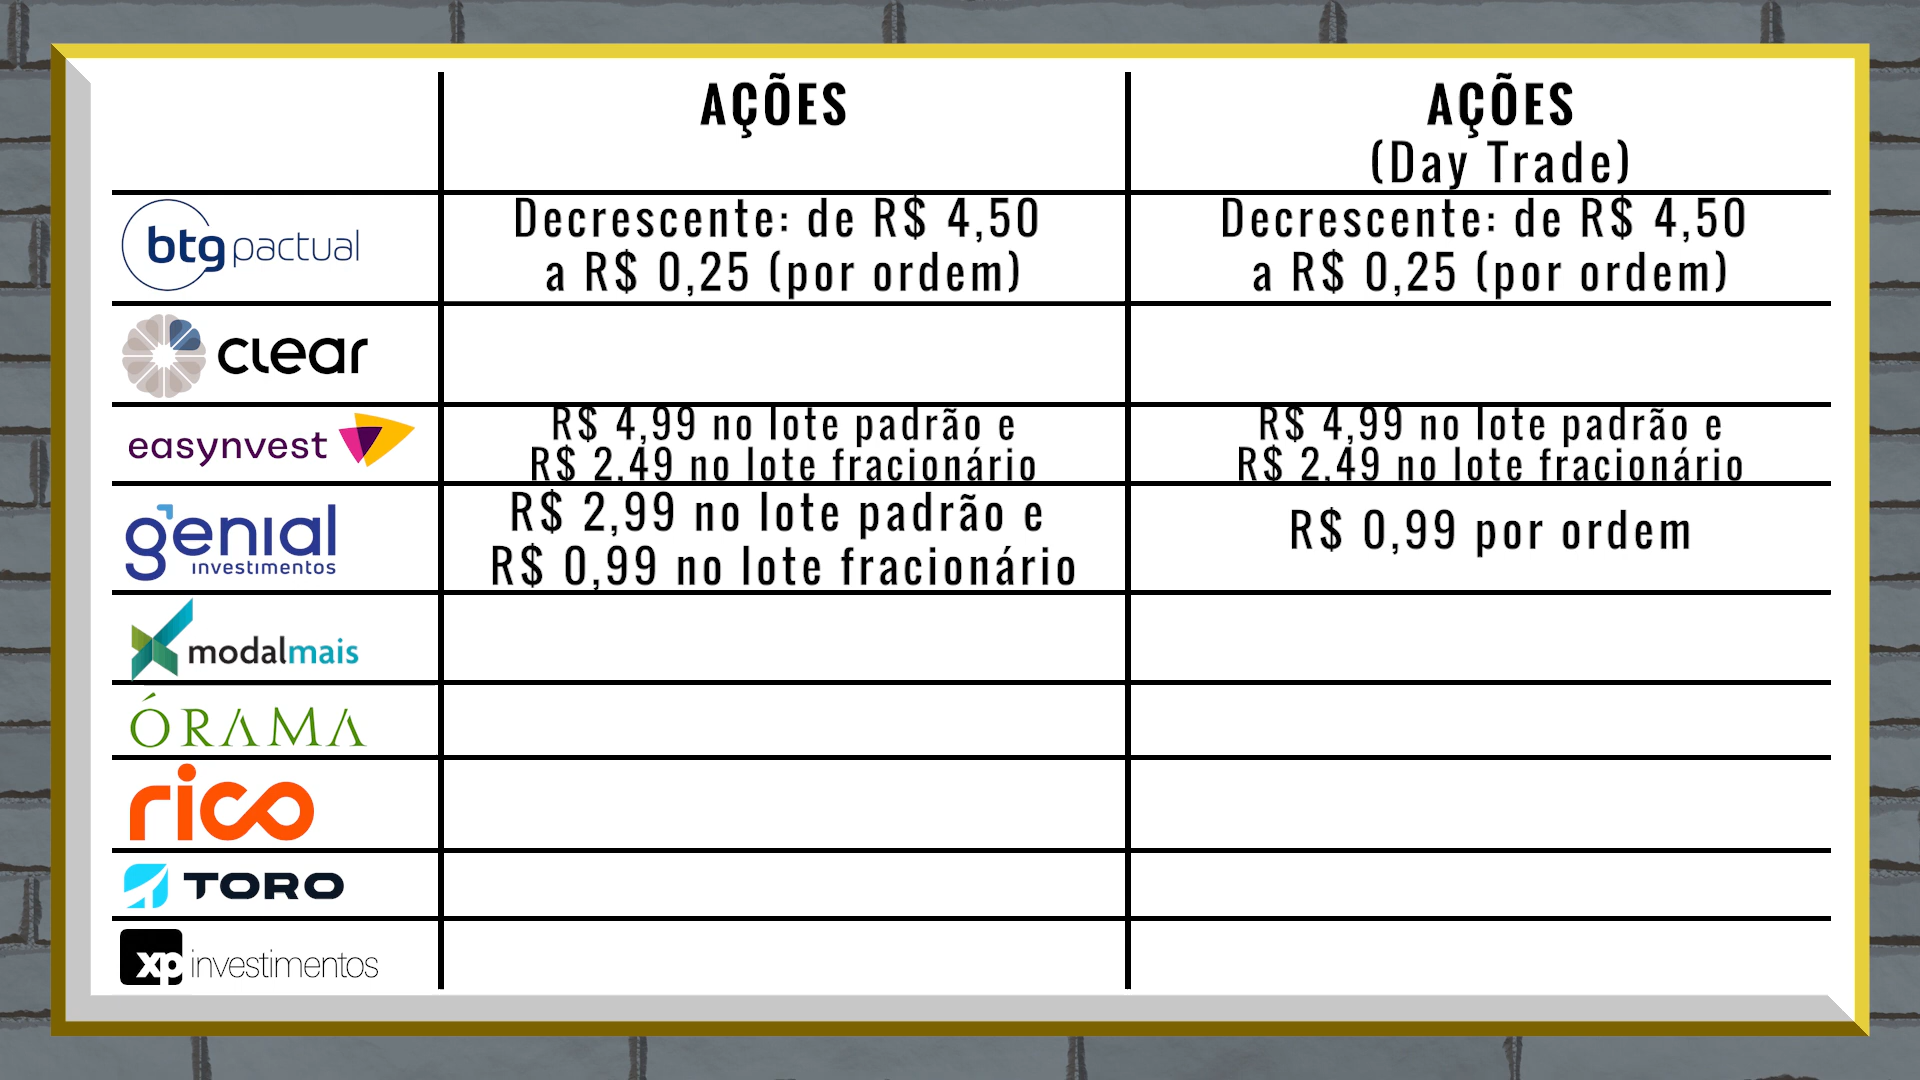 AÇÕES
AÇÕES
(Day Trade)
btg pactual
Decrescente: de R$ 4,50
a R$ 0,25 (por ordem)
Decrescente: de R$ 4,50
a R$ 0,25 (por ordem)
clear
easynvest
R$ 4,99 no lote padrão e
R$ 2,49 no lote fracionário
R$ 4,99 no lote padrão e
R$ 2,49 no lote fracionário
genial
investimentos
R$ 2,99 no lote padrão e
R$ 0,99 no lote fracionário
R$ 0,99 por ordem
modalmais
ÓRAMA
rico
TORO
xp investimentos